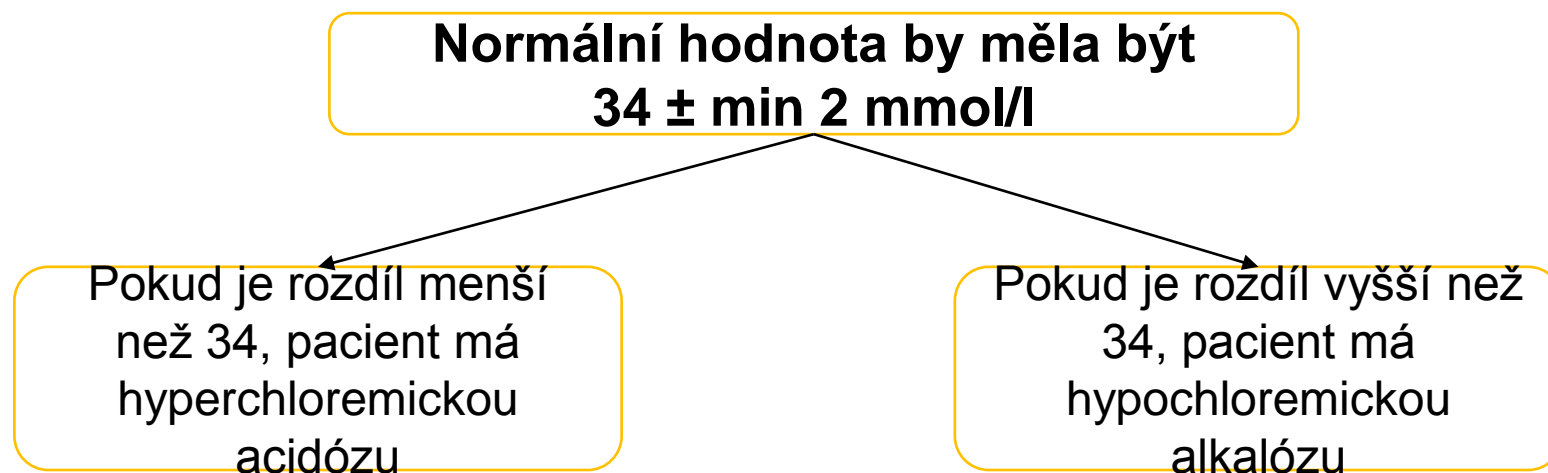 Normální hodnota by měla být
34 ± min 2 mmol/l
Pokud je rozdíl menší
než 34, pacient má
hyperchloremickou
acidózu
Pokud je rozdíl vyšší než
34, pacient má
hypochloremickou
alkalózu